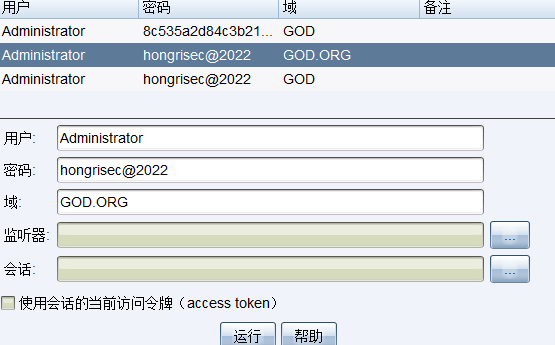 用户 密码 域 备注
Administrator 8c535a2d84c3b21... GOD
Administrator hongrisec@2022 GOD.ORG
Administrator hongrisec@2022 GOD
用户: Administrator
密码: hongrisec@2022
域: GOD.ORG
监听器: ...
会话: ...
使用会话的当前访问令牌（access token）
运行 帮助